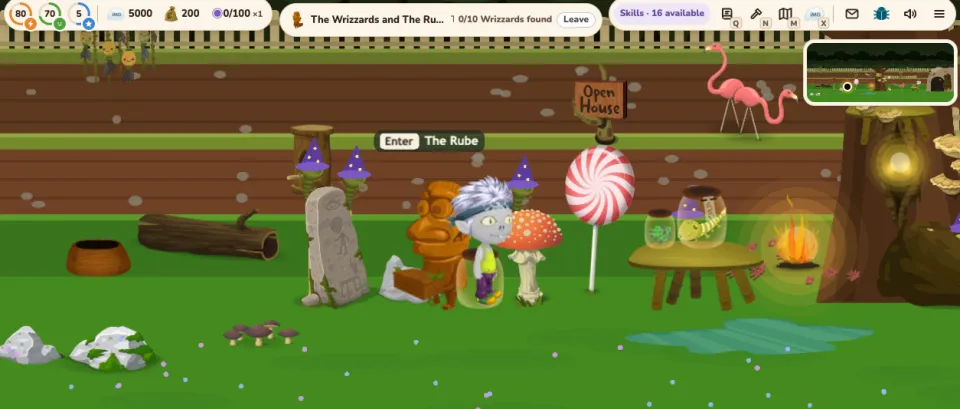 80 70 5 5000 200 0/100 ×1
The Wrizzards and The Ru... 0/10 Wrizzards found Leave
Skills · 16 available Q N M X
Open
House
Enter The Rube